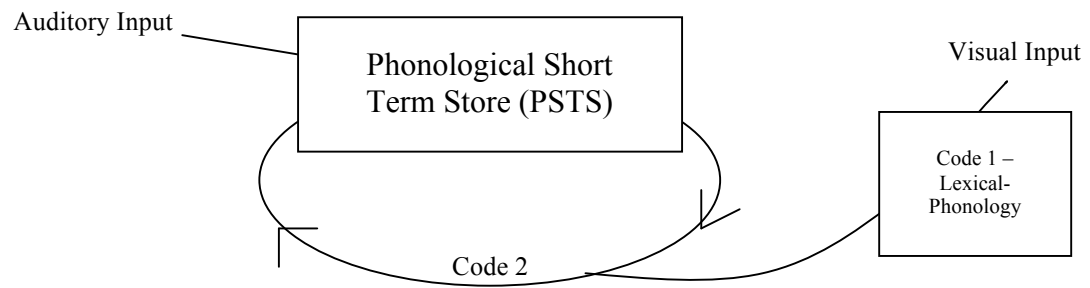 Auditory Input
Phonological Short
Term Store (PSTS)
Visual Input
Code 1 –
Lexical-
Phonology
Code 2